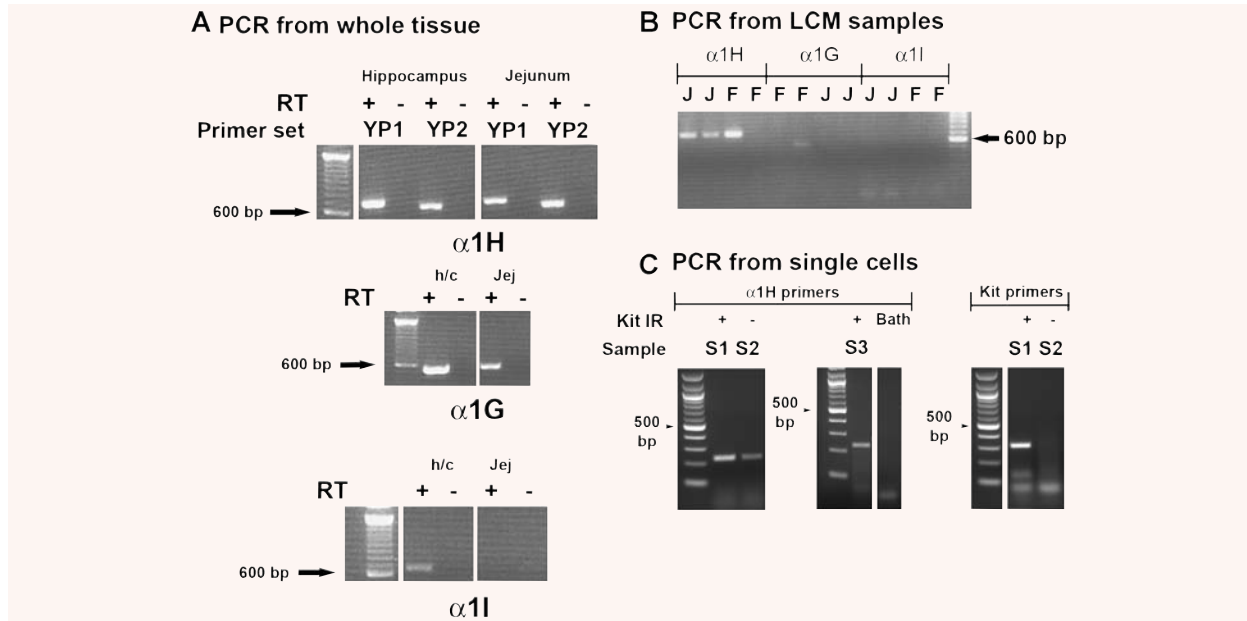 A PCR from whole tissue
Hippocampus Jejunum
RT + - + - + - + -
Primer set YP1 YP2 YP1 YP2
600 bp
α1H
h/c Jej
RT + - + -
600 bp
α1G
h/c Jej
RT + - + -
600 bp
α1I
B PCR from LCM samples
α1H α1G α1I
J J F F F F J J J J F F
600 bp
C PCR from single cells
α1H primers Kit primers
Kit IR + - + Bath + -
Sample S1 S2 S3 S1 S2
500 bp
500 bp
500 bp